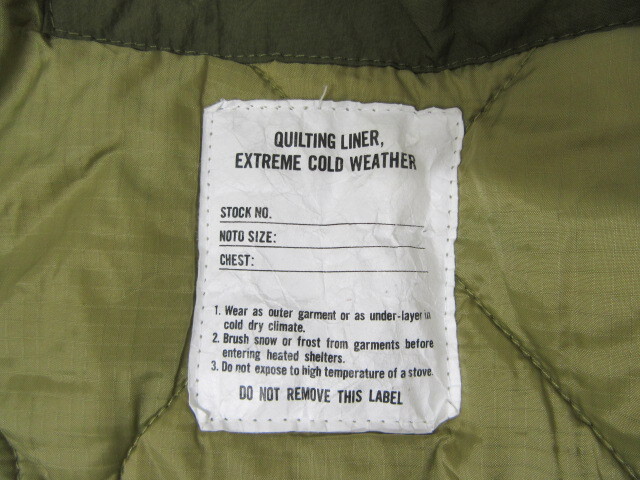 QUILTING LINER,
EXTREME COLD WEATHER
STOCK NO.
NOTO SIZE:
CHEST:
1. Wear as outer garment or as under-layer in
cold dry climate.
2. Brush snow or frost from garments before
entering heated shelters.
3. Do not expose to high temperature of a stove.
DO NOT REMOVE THIS LABEL